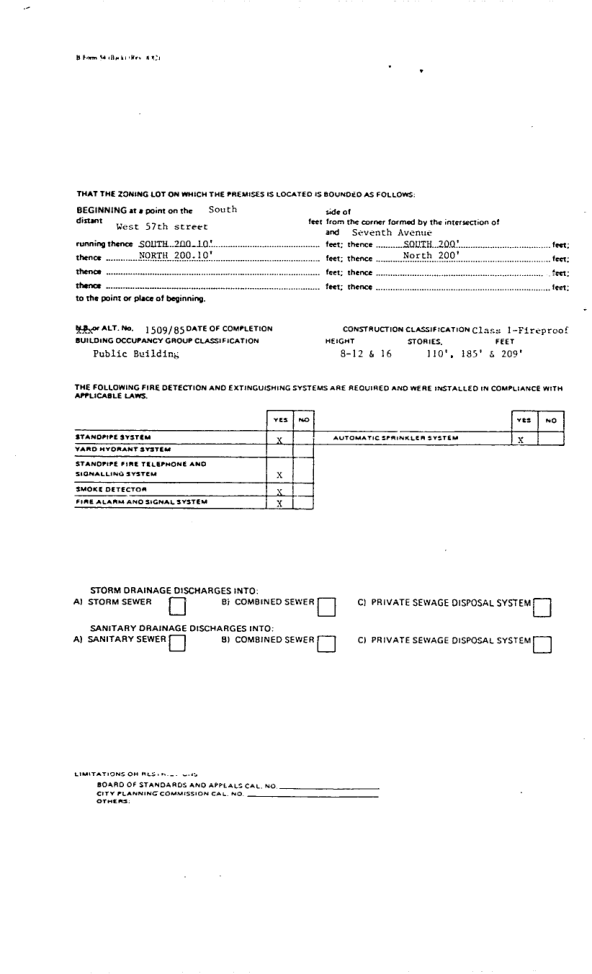 B Form 54 (Back) (Rev. 8/82)
THAT THE ZONING LOT ON WHICH THE PREMISES IS LOCATED IS BOUNDED AS FOLLOWS:
BEGINNING at a point on the South side of
distant West 57th street feet from the corner formed by the intersection of
and Seventh Avenue
running thence SOUTH 200.10' feet; thence SOUTH 200' feet;
thence NORTH 200.10' feet; thence North 200' feet;
thence feet; thence feet;
thence feet; thence feet;
to the point or place of beginning.
N.B. or ALT. No. 1509/85 DATE OF COMPLETION CONSTRUCTION CLASSIFICATION Class 1-Fireproof
BUILDING OCCUPANCY GROUP CLASSIFICATION HEIGHT STORIES, FEET
Public Building 8-12 & 16 110', 185' & 209'
THE FOLLOWING FIRE DETECTION AND EXTINGUISHING SYSTEMS ARE REQUIRED AND WERE INSTALLED IN COMPLIANCE WITH
APPLICABLE LAWS.
YES NO YES NO
STANDPIPE SYSTEM X AUTOMATIC SPRINKLER SYSTEM X
YARD HYDRANT SYSTEM
STANDPIPE FIRE TELEPHONE AND
SIGNALLING SYSTEM X
SMOKE DETECTOR X
FIRE ALARM AND SIGNAL SYSTEM X
STORM DRAINAGE DISCHARGES INTO:
A) STORM SEWER B) COMBINED SEWER C) PRIVATE SEWAGE DISPOSAL SYSTEM
SANITARY DRAINAGE DISCHARGES INTO:
A) SANITARY SEWER B) COMBINED SEWER C) PRIVATE SEWAGE DISPOSAL SYSTEM
LIMITATIONS OR
BOARD OF STANDARDS AND APPEALS CAL. NO.
CITY PLANNING COMMISSION CAL. NO.
OTHERS: